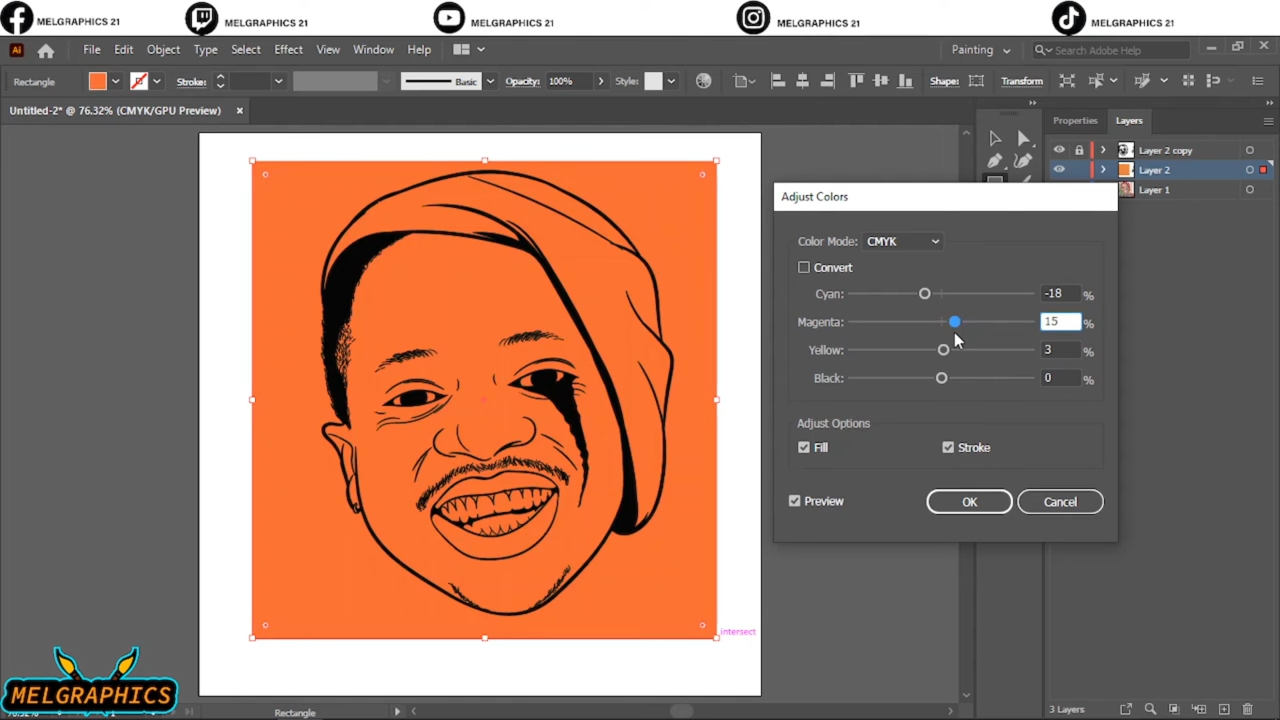 MELGRAPHICS 21
MELGRAPHICS 21
MELGRAPHICS 21
MELGRAPHICS 21
MELGRAPHICS 21
Ai File Edit Object Type Select Effect View Window Help Painting Search Adobe Help
Rectangle Stroke: Basic Opacity: 100% Style: Shape: Transform
Untitled-2* @ 76.32% (CMYK/GPU Preview) ×
Properties Layers
Layer 2 copy
Layer 2
Layer 1
Adjust Colors
Color Mode: CMYK
Convert
Cyan: -18 %
Magenta: 15 %
Yellow: 3 %
Black: 0 %
Adjust Options
Fill Stroke
Preview OK Cancel
intersect
MELGRAPHICS
Rectangle
3 Layers